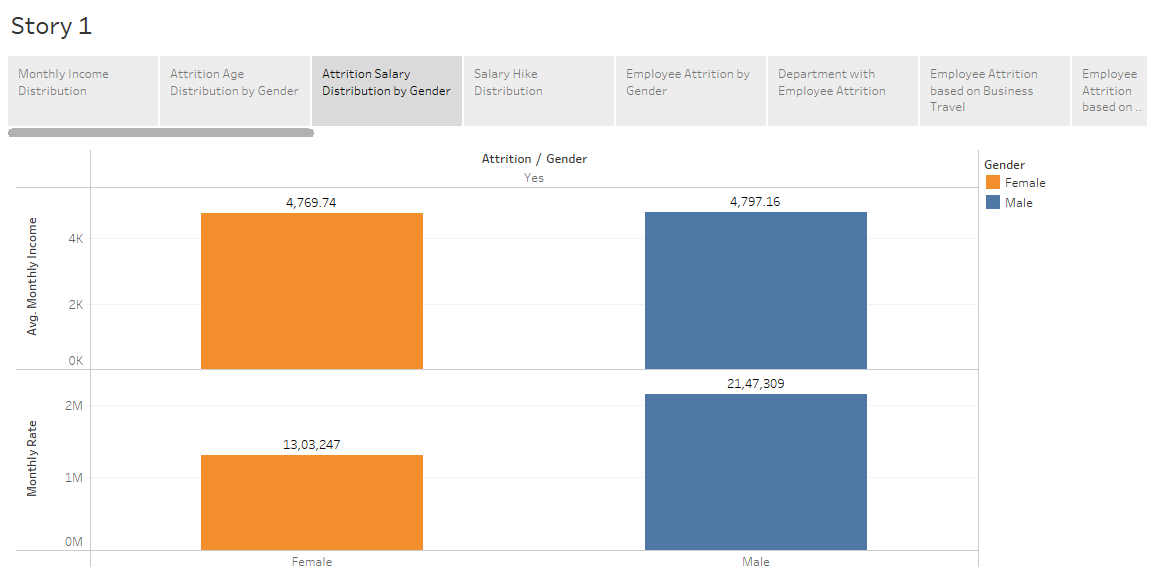 Story 1
Monthly Income
Distribution
Attrition Age
Distribution by Gender
Attrition Salary
Distribution by Gender
Salary Hike
Distribution
Employee Attrition by
Gender
Department with
Employee Attrition
Employee Attrition
based on Business
Travel
Employee
Attrition
based on ..
Attrition / Gender
Yes
Gender
Female
Male
Avg. Monthly Income
4K
2K
0K
4,769.74
4,797.16
Monthly Rate
2M
1M
0M
13,03,247
21,47,309
Female
Male